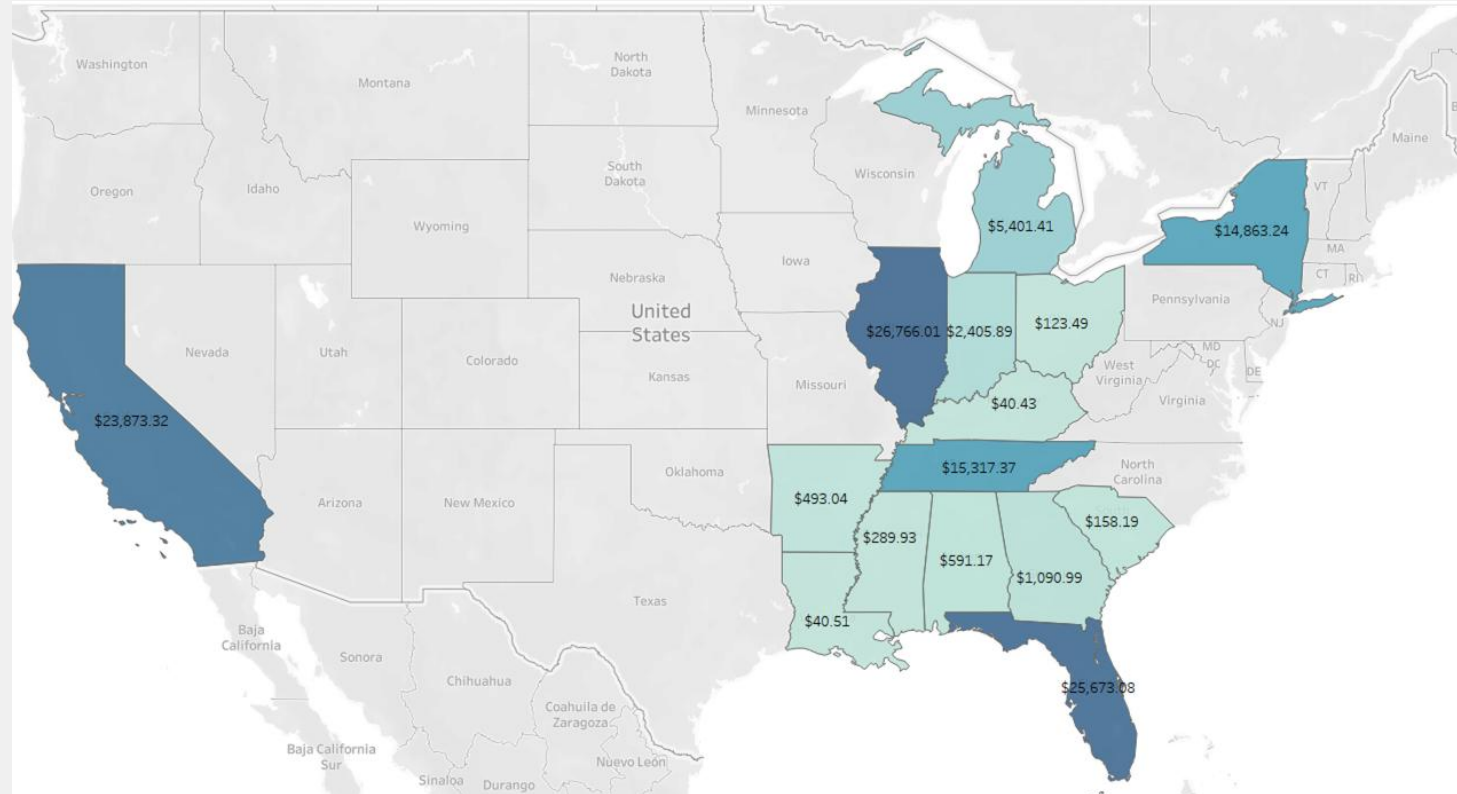 Washington
Montana
North
Dakota
Minnesota
Maine
Oregon
Idaho
South
Dakota
Wisconsin
VT
Wyoming
$5,401.41
$14,863.24
MA
Iowa
Nebraska
CT
RI
United
States
Pennsylvania
Nevada
Utah
Colorado
Kansas
Missouri
$26,766.01
$2,405.89
$123.49
NJ
MD
DC
DE
West
Virginia
Virginia
$23,873.32
$40.43
Oklahoma
$15,317.37
North
Carolina
Arizona
New Mexico
$493.04
$158.19
$289.93
$591.17
$1,090.99
Texas
$40.51
Baja
California
Sonora
Chihuahua
$25,673.08
Coahuila de
Zaragoza
Baja California
Sur
Nuevo León
Sinaloa
Durango